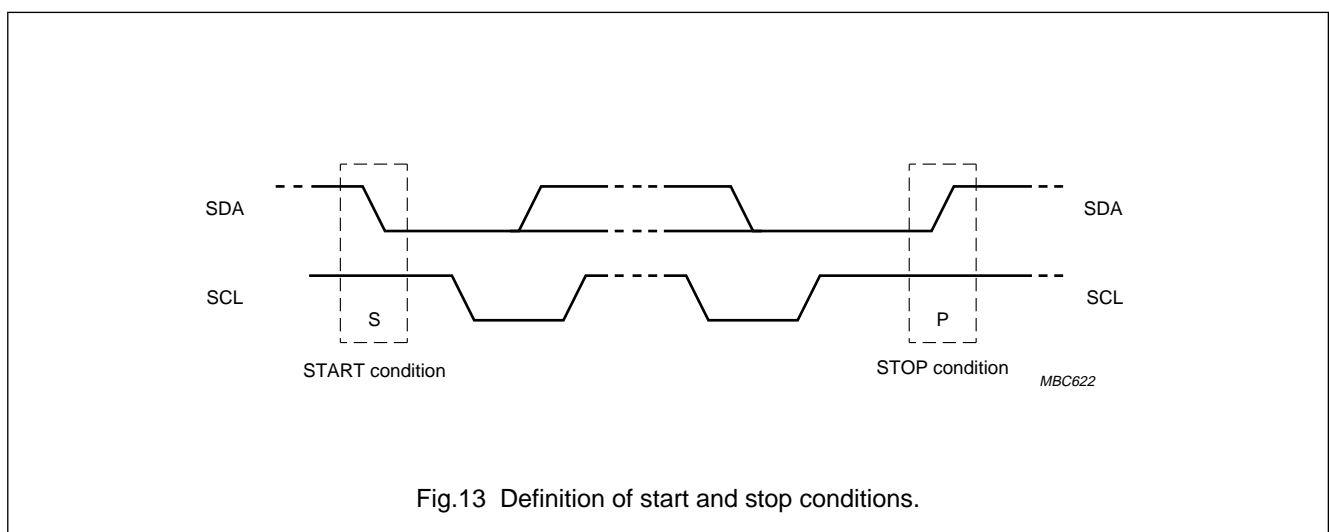 SDA SDA
SCL SCL
S P
START condition STOP condition
MBC622
Fig.13 Definition of start and stop conditions.